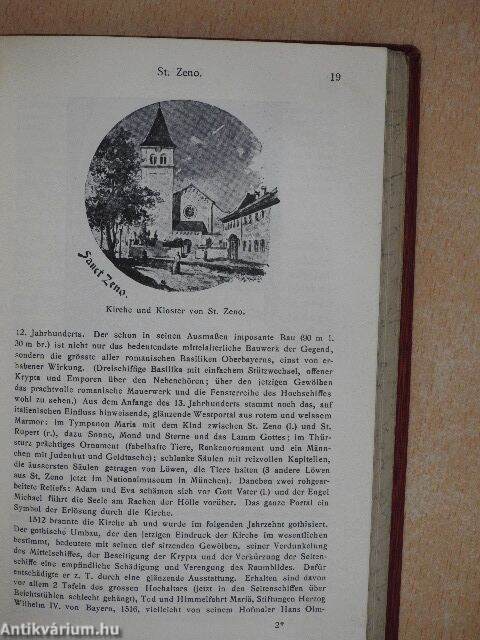 St. Zeno.
19
Sanct Zeno.
Kirche und Kloster von St. Zeno.
12. Jahrhunderts. Der schon in seinen Ausmaßen imposante Bau (90 m l.
30 m br.) ist nicht nur das bedeutendste mittelalterliche Bauwerk der Gegend,
sondern die grösste aller romanischen Basiliken Oberbayerns, einst von er-
habener Wirkung. (Dreischiffige Basilika mit einfachem Stützwechsel, offener
Krypta und Emporen über den Nebenchören; über den jetzigen Gewölben
das prachtvolle romanische Mauerwerk und die Fensterreihe des Hochschiffes
wohl zu sehen.) Aus dem Anfange des 13. Jahrhunderts stammt noch das, auf
italienischen Einfluss hinweisende, glänzende Westportal aus rotem und weissem
Marmor: im Tympanon Maria mit dem Kind zwischen St. Zeno (l.) und St.
Rupert (r.), dazu Sonne, Mond und Sterne und das Lamm Gottes; im Thür-
sturz prächtiges Ornament (fabelhafte Tiere, Rankenornament und ein Männ-
chen mit Judenhut und Geldtasche); schlanke Säulen mit reizvollen Kapitellen,
die äussersten Säulen getragen von Löwen, die Tiere halten (3 andere Löwen
aus St. Zeno jetzt im Nationalmuseum in München). Daneben zwei rohgear-
beitete Reliefs: Adam und Eva schämen sich vor Gott Vater (l.) und der Engel
Michael führt die Seele am Rachen der Hölle vorüber. Das ganze Portal ein
Symbol der Erlösung durch die Kirche.
1512 brannte die Kirche ab und wurde im folgenden Jahrzehnt gothisiert.
Der gothische Umbau, der den jetzigen Eindruck der Kirche im wesentlichen
bestimmt, bedeutete mit seinen tief sitzenden Gewölben, seiner Verdunkelung
des Mittelschiffes, der Beseitigung der Krypta und der Verkürzung der Seiten-
schiffe eine empfindliche Schädigung und Verengung des Raumbildes. Dafür
entschädigte er z. T. durch eine glänzende Ausstattung. Erhalten sind davon
vor allem 2 Tafeln des grossen Hochaltars (jetzt in den Seitenschiffen über
Beichtstühlen schlecht gehängt), Tod und Himmelfahrt Mariä, Stiftungen Herzog
Wilhelm IV. von Bayern, 1516, vielleicht von seinem Hofmaler Hans Olm-
2*
Antikvárium.hu